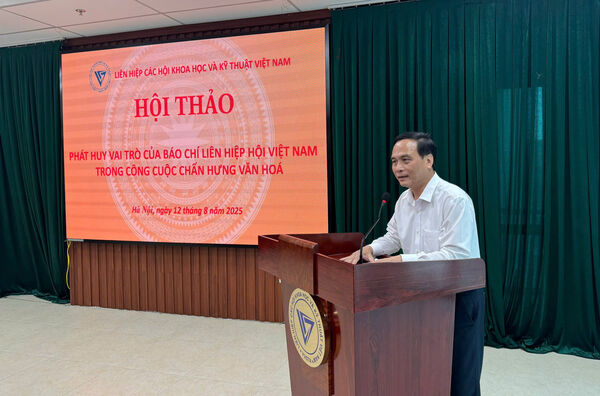 LIÊN HIỆP CÁC HỘI KHOA HỌC VÀ KỸ THUẬT VIỆT NAM
HỘI THẢO
PHÁT HUY VAI TRÒ CỦA BÁO CHÍ LIÊN HIỆP HỘI VIỆT NAM
TRONG CÔNG CUỘC CHẤN HƯNG VĂN HOÁ
Hà Nội, ngày 12 tháng 8 năm 2025